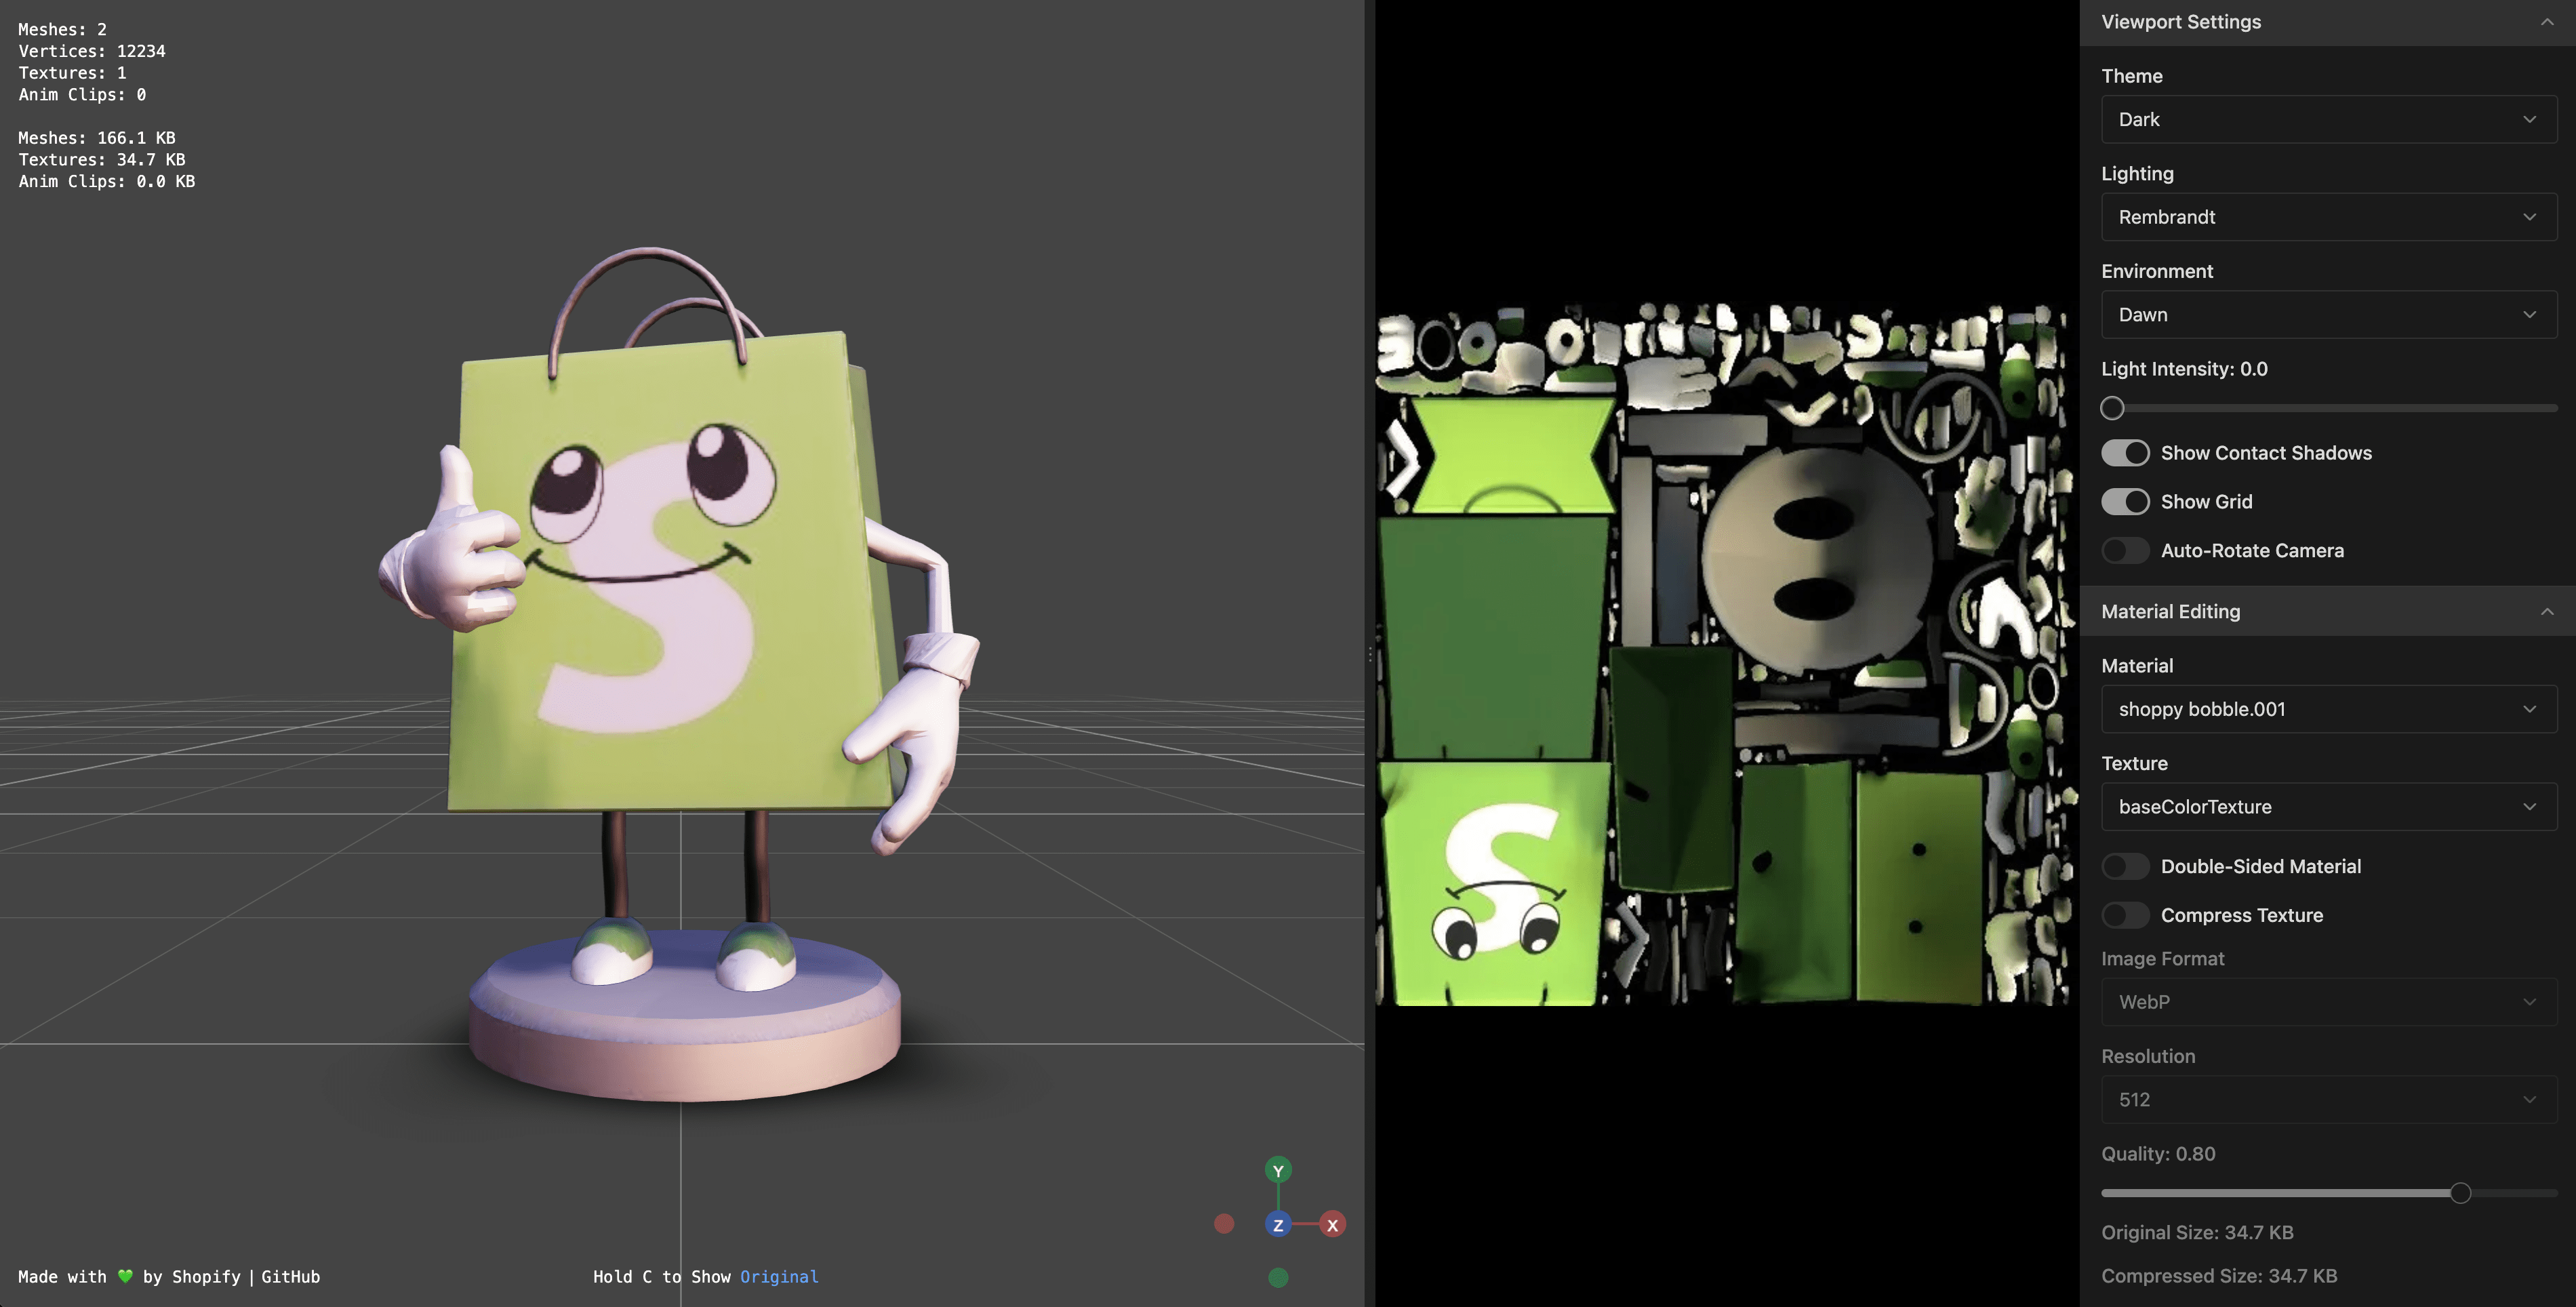 Meshes: 2
Vertices: 12234
Textures: 1
Anim Clips: 0
Meshes: 166.1 KB
Textures: 34.7 KB
Anim Clips: 0.0 KB
S
Y
Z
X
Made with 💚 by Shopify | GitHub
Hold C to Show Original
S
Viewport Settings
Theme
Dark
Lighting
Rembrandt
Environment
Dawn
Light Intensity: 0.0
Show Contact Shadows
Show Grid
Auto-Rotate Camera
Material Editing
Material
shoppy bobble.001
Texture
baseColorTexture
Double-Sided Material
Compress Texture
Image Format
WebP
Resolution
512
Quality: 0.80
Original Size: 34.7 KB
Compressed Size: 34.7 KB